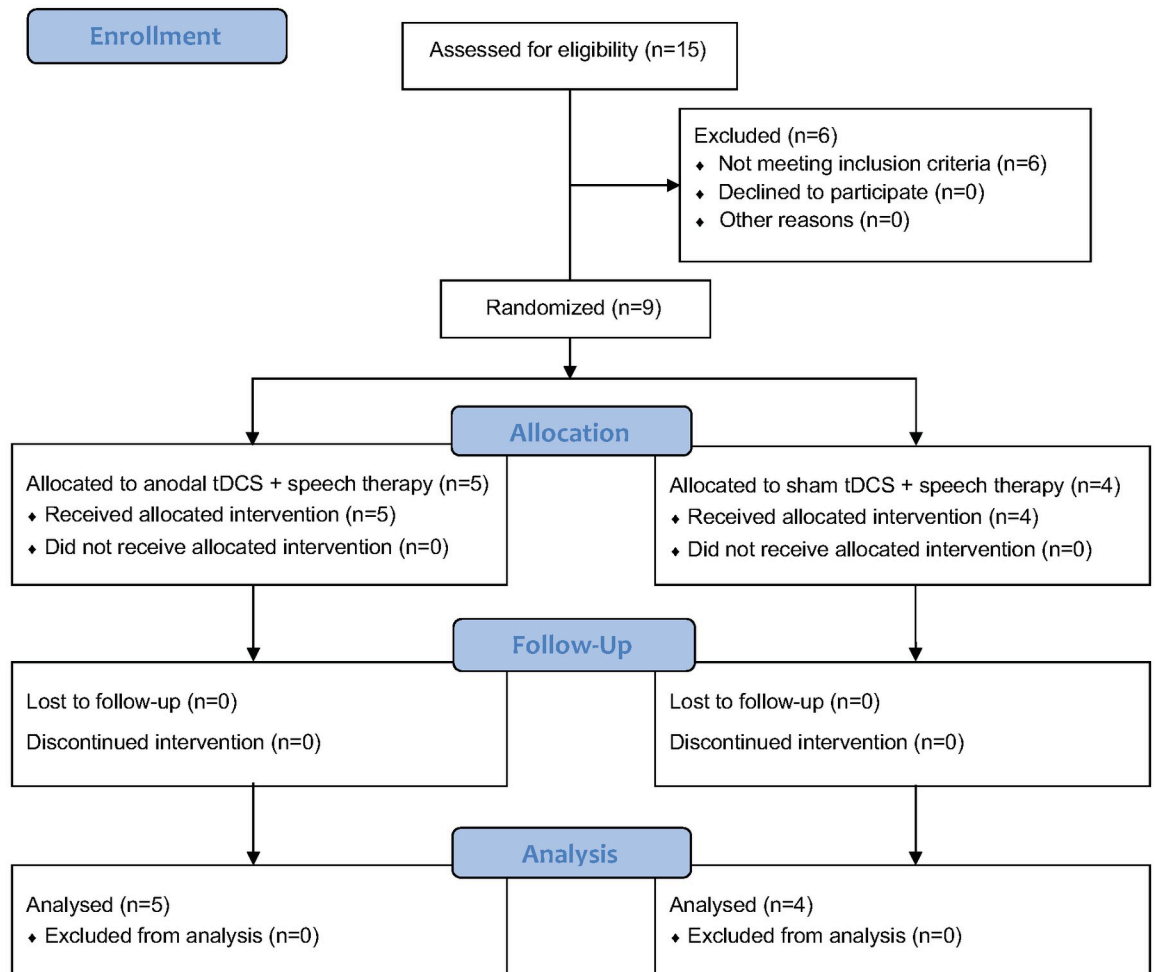 Enrollment
Assessed for eligibility (n=15)
Excluded (n=6)
♦ Not meeting inclusion criteria (n=6)
♦ Declined to participate (n=0)
♦ Other reasons (n=0)
Randomized (n=9)
Allocation
Allocated to anodal tDCS + speech therapy (n=5)
♦ Received allocated intervention (n=5)
♦ Did not receive allocated intervention (n=0)
Allocated to sham tDCS + speech therapy (n=4)
♦ Received allocated intervention (n=4)
♦ Did not receive allocated intervention (n=0)
Follow-Up
Lost to follow-up (n=0)
Discontinued intervention (n=0)
Lost to follow-up (n=0)
Discontinued intervention (n=0)
Analysis
Analysed (n=5)
♦ Excluded from analysis (n=0)
Analysed (n=4)
♦ Excluded from analysis (n=0)